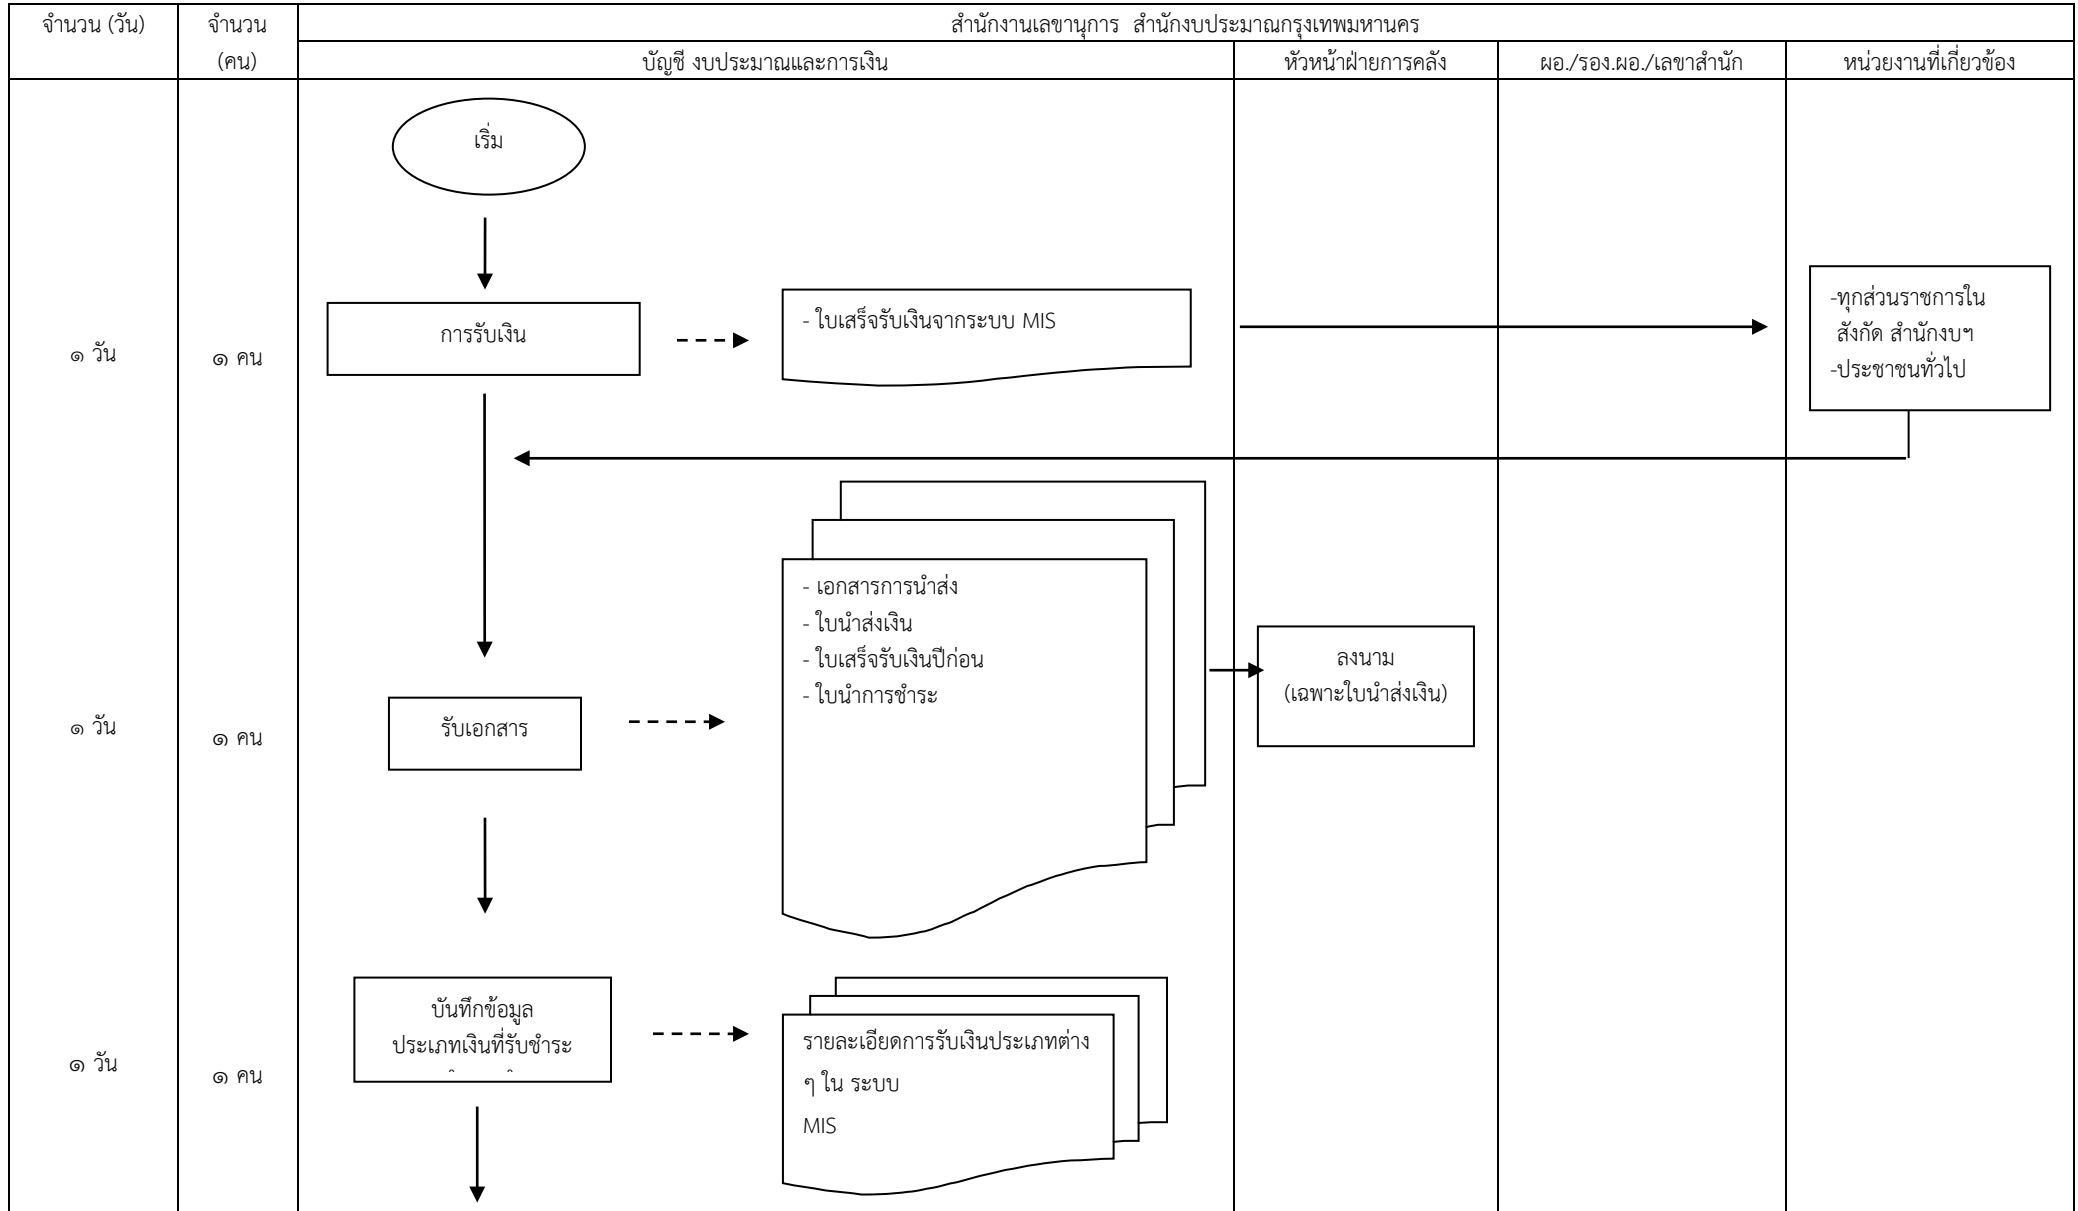 จำนวน (วัน)
จำนวน
(คน)
สำนักงานเลขานุการ สำนักงบประมาณกรุงเทพมหานคร
บัญชี งบประมาณและการเงิน
หัวหน้าฝ่ายการคลัง
ผอ./รอง.ผอ./เลขาสำนัก
หน่วยงานที่เกี่ยวข้อง
เริ่ม
๑ วัน
๑ คน
การรับเงิน
- ใบเสร็จรับเงินจากระบบ MIS
-ทุกส่วนราชการใน
สังกัด สำนักงบฯ
-ประชาชนทั่วไป
๑ วัน
๑ คน
รับเอกสาร
- เอกสารการนำส่ง
- ใบนำส่งเงิน
- ใบเสร็จรับเงินปีก่อน
- ใบนำการชำระ
ลงนาม
(เฉพาะใบนำส่งเงิน)
๑ วัน
๑ คน
บันทึกข้อมูล
ประเภทเงินที่รับชำระ
รายละเอียดการรับเงินประเภทต่าง
ๆ ใน ระบบ
MIS